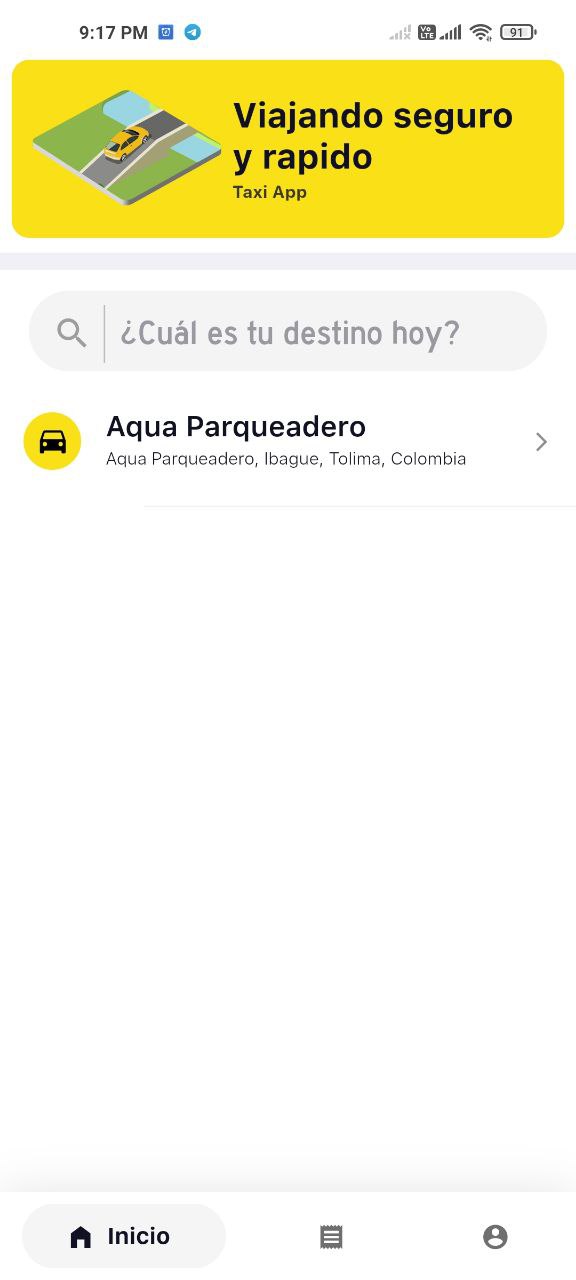 9:17 PM
Vo
LTE
91
Viajando seguro
y rapido
Taxi App
¿Cuál es tu destino hoy?
Aqua Parqueadero
Aqua Parqueadero, Ibague, Tolima, Colombia
Inicio